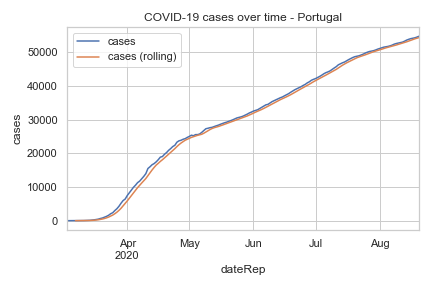 COVID-19 cases over time - Portugal
cases
cases (rolling)
50000
40000
30000
20000
10000
0
cases
Apr May Jun Jul Aug
2020
dateRep